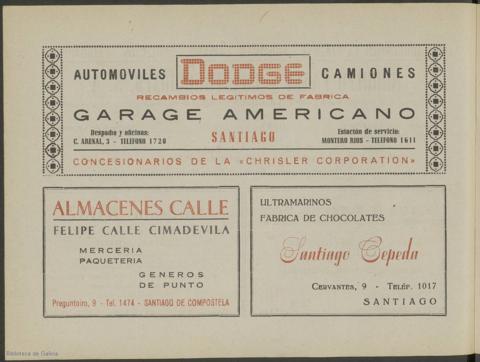 AUTOMOVILES DODGE CAMIONES
RECAMBIOS LEGITIMOS DE FABRICA
GARAGE AMERICANO
Despacho y oficinas:
C. ARENAL, 3 - TELEFONO 1720
SANTIAGO
Estación de servicio:
MONTERO RIOS - TELEFONO 1611
CONCESIONARIOS DE LA «CHRISLER CORPORATION»
ALMACENES CALLE
FELIPE CALLE CIMADEVILA
MERCERIA
PAQUETERIA
GENEROS
DE PUNTO
Preguntoiro, 9 - Tel. 1474 - SANTIAGO DE COMPOSTELA
ULTRAMARINOS
FABRICA DE CHOCOLATES
Santiago Cepeda
CERVANTES, 9 - TELÉF. 1017
SANTIAGO
Biblioteca de Galicia